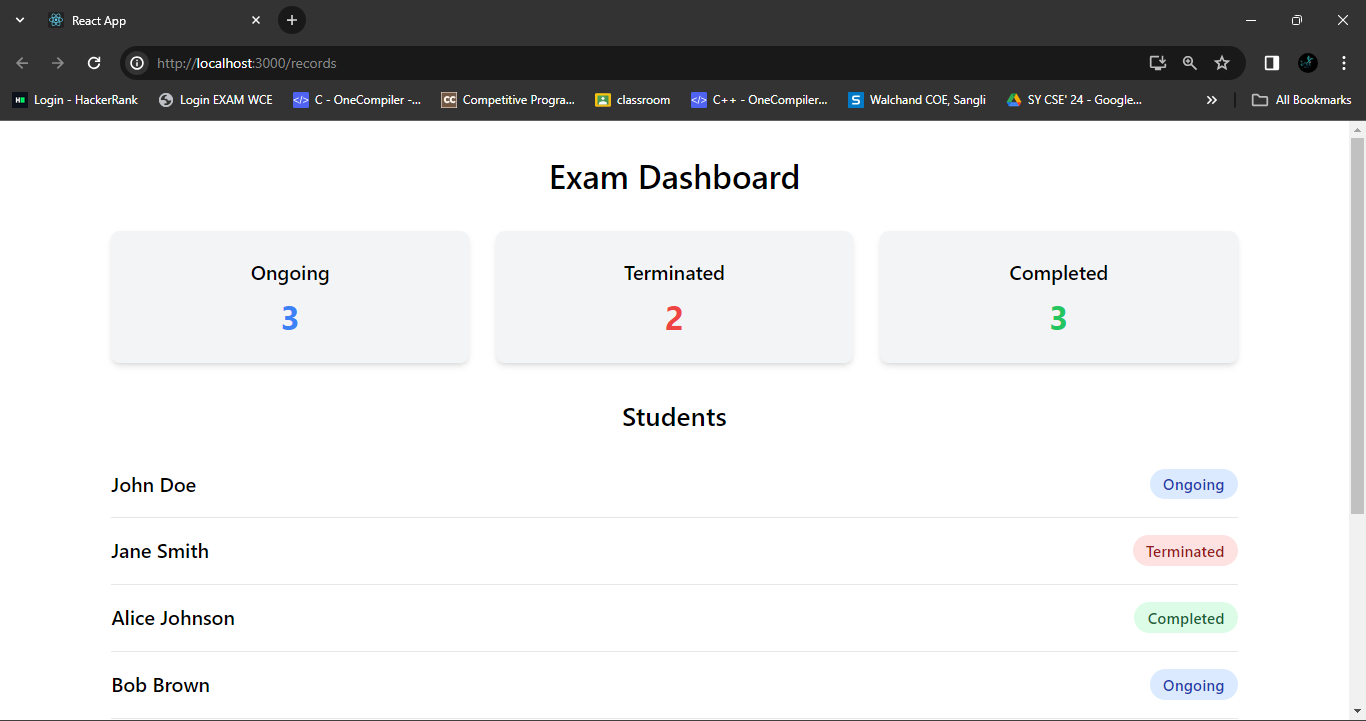 React App
http://localhost:3000/records
Login - HackerRank Login EXAM WCE C - OneCompiler -... CC Competitive Progra... classroom C++ - OneCompiler... S Walchand COE, Sangli SY CSE' 24 - Google... » All Bookmarks
Exam Dashboard
Ongoing Terminated Completed
3 2 3
Students
John Doe Ongoing
Jane Smith Terminated
Alice Johnson Completed
Bob Brown Ongoing